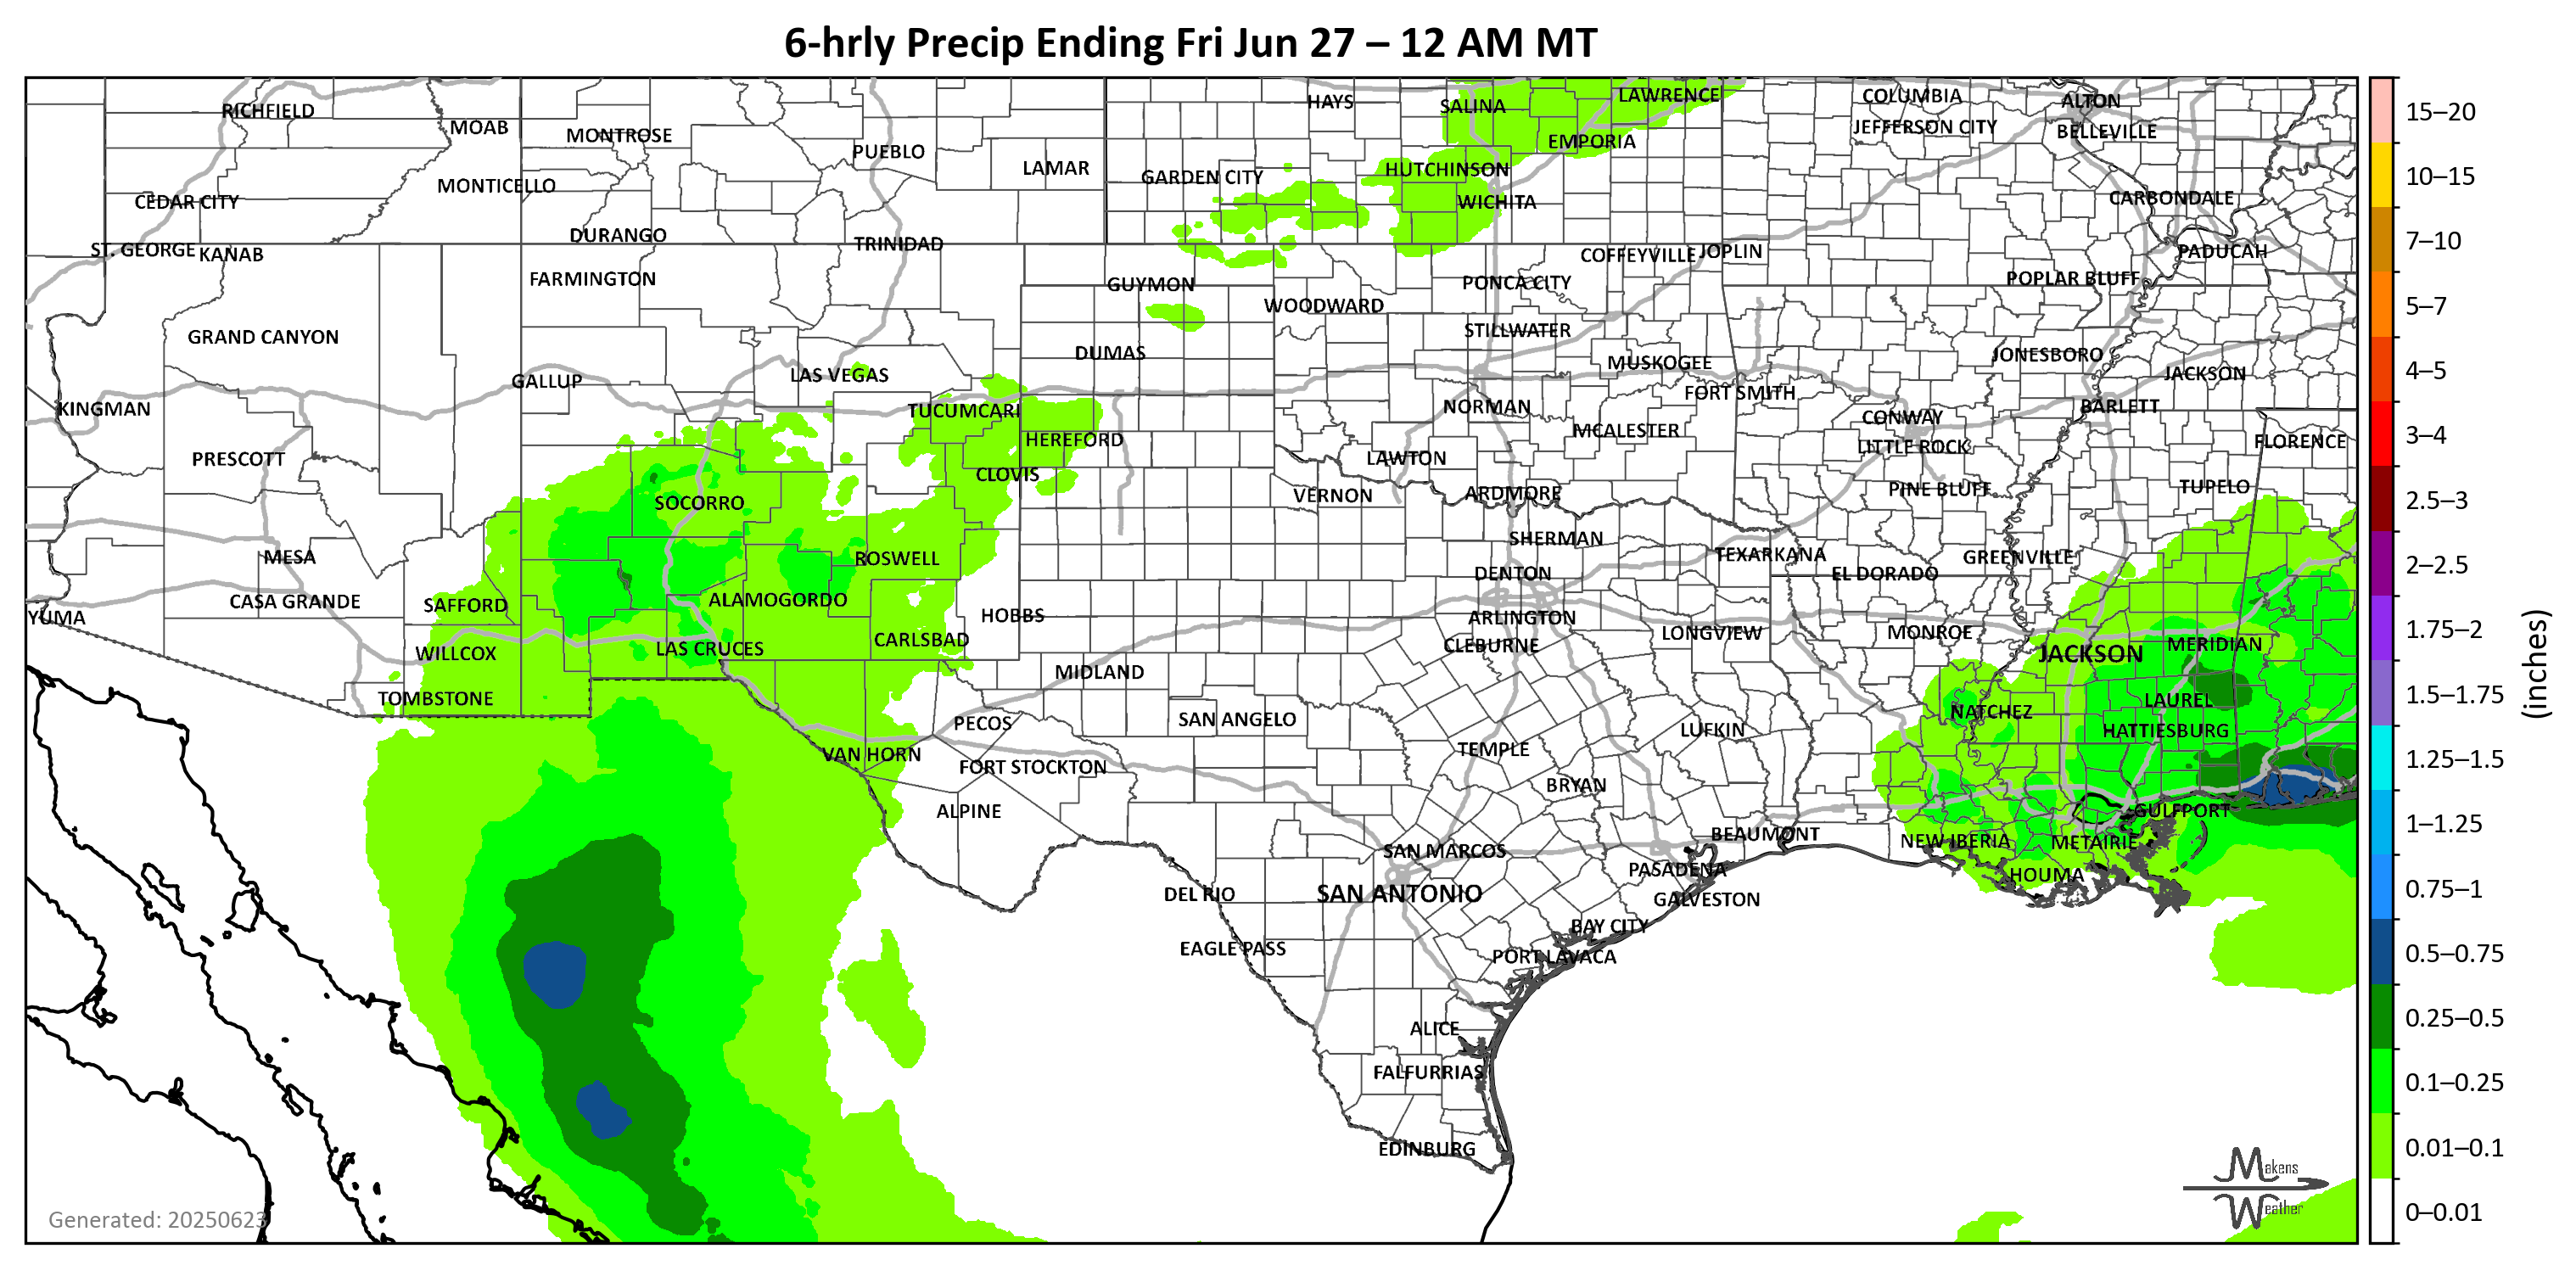 6-hrly Precip Ending Fri Jun 27 – 12 AM MT
RICHFIELD
MOAB
MONTROSE
PUEBLO
LAMAR
HAYS
SALINA
LAWRENCE
COLUMBIA
ALTON
JEFFERSON CITY
BELLEVILLE
EMPORIA
GARDEN CITY
HUTCHINSON
MONTICELLO
CEDAR CITY
WICHITA
CARBONDALE
DURANGO
TRINIDAD
ST. GEORGE
KANAB
COFFEYVILLE
JOPLIN
PADUCAH
FARMINGTON
GUYMON
PONCA CITY
POPLAR BLUFF
WOODWARD
GRAND CANYON
STILLWATER
DUMAS
JONESBORO
MUSKOGEE
LAS VEGAS
JACKSON
GALLUP
FORT SMITH
KINGMAN
TUCUMCARI
NORMAN
BARLETT
CONWAY
HEREFORD
MCALESTER
FLORENCE
LITTLE ROCK
PRESCOTT
LAWTON
CLOVIS
TUPELO
PINE BLUFF
VERNON
ARDMORE
SOCORRO
SHERMAN
MESA
ROSWELL
TEXARKANA
GREENVILLE
DENTON
EL DORADO
CASA GRANDE
SAFFORD
ALAMOGORDO
YUMA
HOBBS
ARLINGTON
LONGVIEW
MONROE
CARLSBAD
CLEBURNE
MERIDIAN
WILLCOX
LAS CRUCES
JACKSON
MIDLAND
TOMBSTONE
LAUREL
NATCHEZ
PECOS
SAN ANGELO
LUFKIN
HATTIESBURG
VAN HORN
TEMPLE
FORT STOCKTON
BRYAN
ALPINE
GULFPORT
BEAUMONT
NEW IBERIA
METAIRIE
SAN MARCOS
PASADENA
HOUMA
DEL RIO
SAN ANTONIO
GALVESTON
BAY CITY
EAGLE PASS
PORT LAVACA
ALICE
FALFURRIAS
EDINBURG
Generated: 20250623
Makens
Weather
15–20
10–15
7–10
5–7
4–5
3–4
2.5–3
2–2.5
1.75–2
1.5–1.75
1.25–1.5
1–1.25
0.75–1
0.5–0.75
0.25–0.5
0.1–0.25
0.01–0.1
0–0.01
(inches)